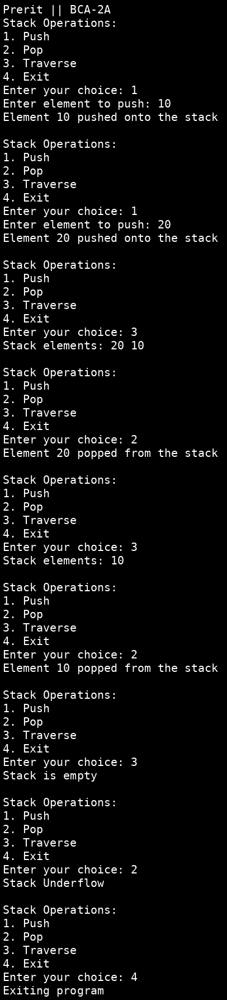 Prerit || BCA-2A
Stack Operations:
1. Push
2. Pop
3. Traverse
4. Exit
Enter your choice: 1
Enter element to push: 10
Element 10 pushed onto the stack

Stack Operations:
1. Push
2. Pop
3. Traverse
4. Exit
Enter your choice: 1
Enter element to push: 20
Element 20 pushed onto the stack

Stack Operations:
1. Push
2. Pop
3. Traverse
4. Exit
Enter your choice: 3
Stack elements: 20 10

Stack Operations:
1. Push
2. Pop
3. Traverse
4. Exit
Enter your choice: 2
Element 20 popped from the stack

Stack Operations:
1. Push
2. Pop
3. Traverse
4. Exit
Enter your choice: 3
Stack elements: 10

Stack Operations:
1. Push
2. Pop
3. Traverse
4. Exit
Enter your choice: 2
Element 10 popped from the stack

Stack Operations:
1. Push
2. Pop
3. Traverse
4. Exit
Enter your choice: 3
Stack is empty

Stack Operations:
1. Push
2. Pop
3. Traverse
4. Exit
Enter your choice: 2
Stack Underflow

Stack Operations:
1. Push
2. Pop
3. Traverse
4. Exit
Enter your choice: 4
Exiting program